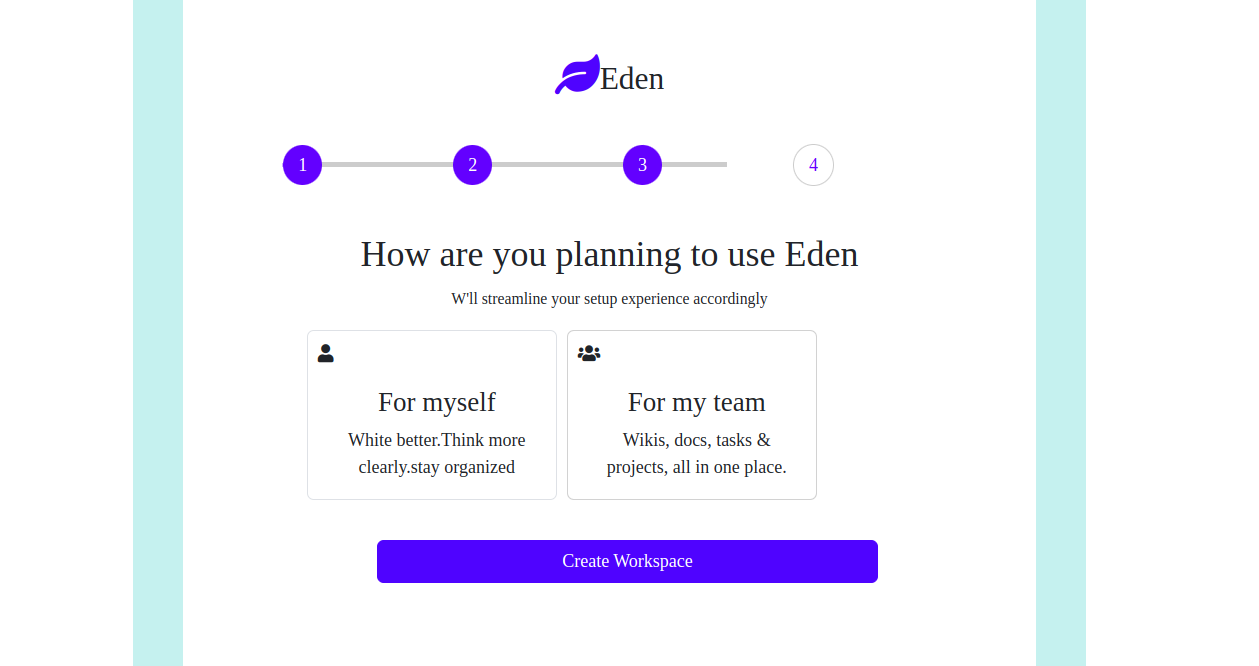 Eden
1 2 3 4
How are you planning to use Eden
W'll streamline your setup experience accordingly
For myself
White better.Think more
clearly.stay organized
For my team
Wikis, docs, tasks &
projects, all in one place.
Create Workspace